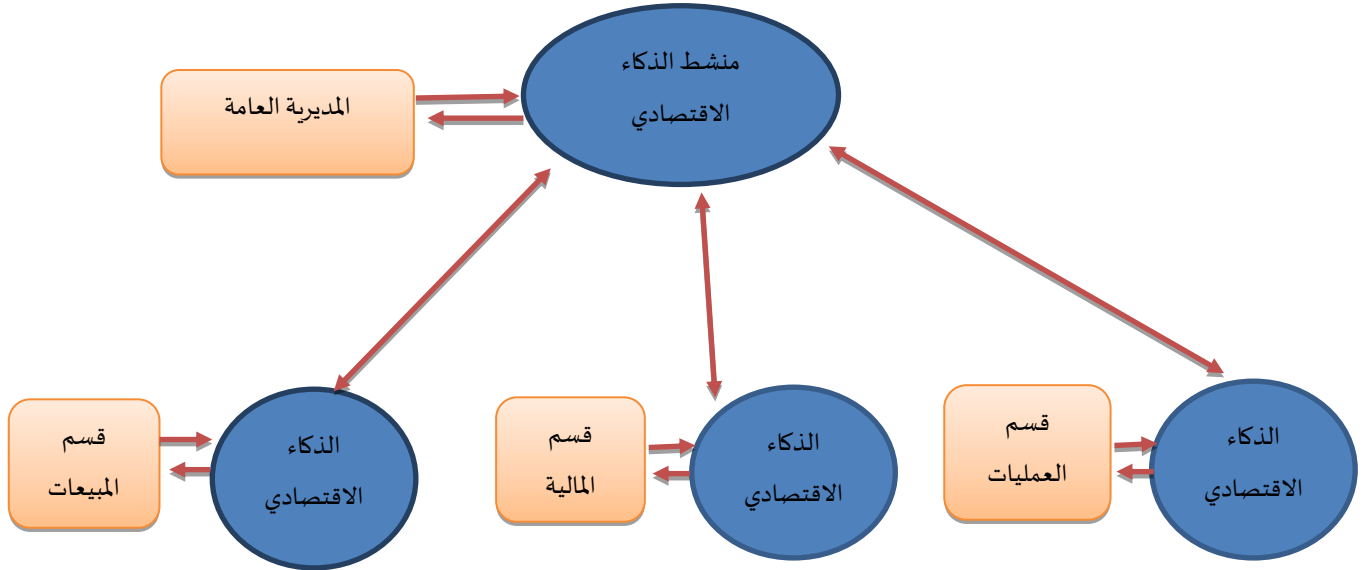 منشط الذكاء
الاقتصادي
المديرية العامة
الذكاء
الاقتصادي
قسم
العمليات
الذكاء
الاقتصادي
قسم
المالية
الذكاء
الاقتصادي
قسم
المبيعات